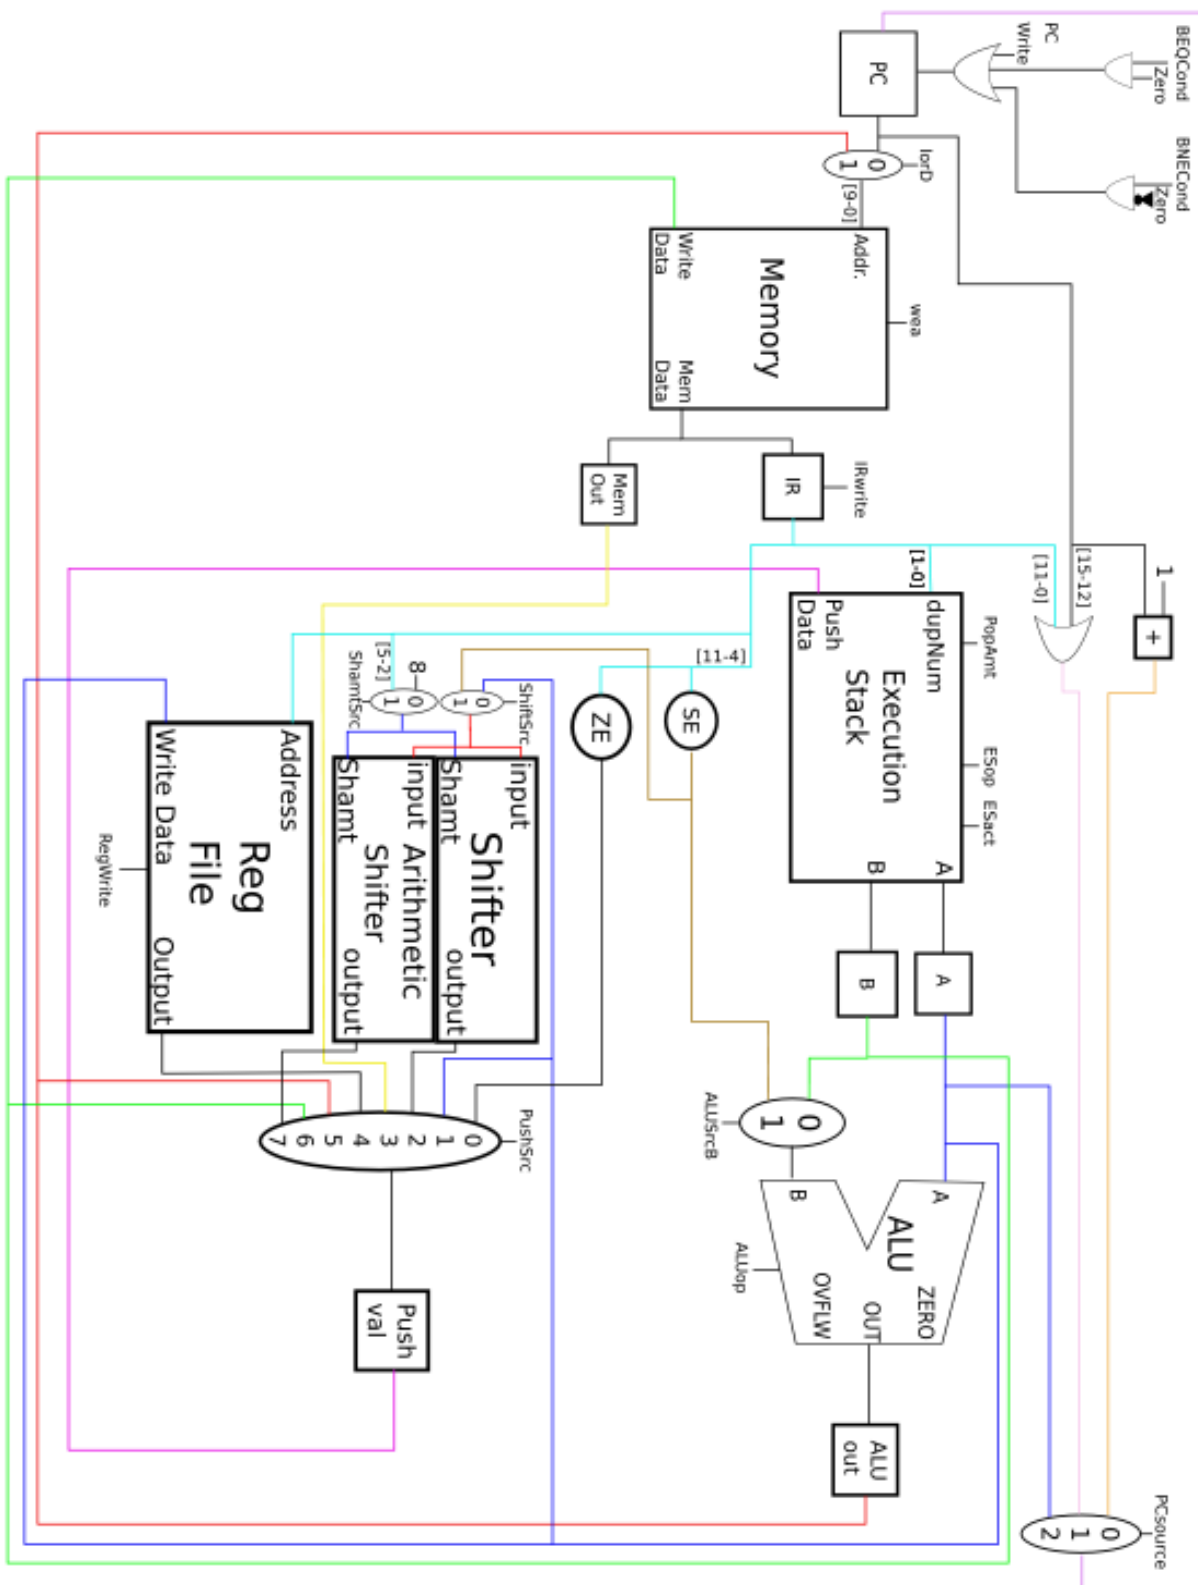 BEQCond
Zero
PC
Write
PC
BNECond
Zero
IorD
0
1
[9-0]
Addr.
Write
Data
Memory
Mem
Data
wea
IR
IRwrite
Mem
Out
[1-0]
[11-0]
[15-12]
1
+
dupNum
Push
Data
Execution
Stack
A
B
PopAmt
ESop
ESact
[11-4]
SE
ZE
[5-2]
8
ShamtSrc
0
1
ShiftSrc
0
1
input
Shamt
Shifter
output
input
Shamt
Arithmetic
Shifter
output
Address
Write Data
Reg
File
Output
RegWrite
A
B
ALUSrcB
0
1
A
B
ALU
ZERO
OUT
OVFLW
ALUop
PushSrc
0
1
2
3
4
5
6
7
Push
val
ALU
out
PCsource
0
1
2